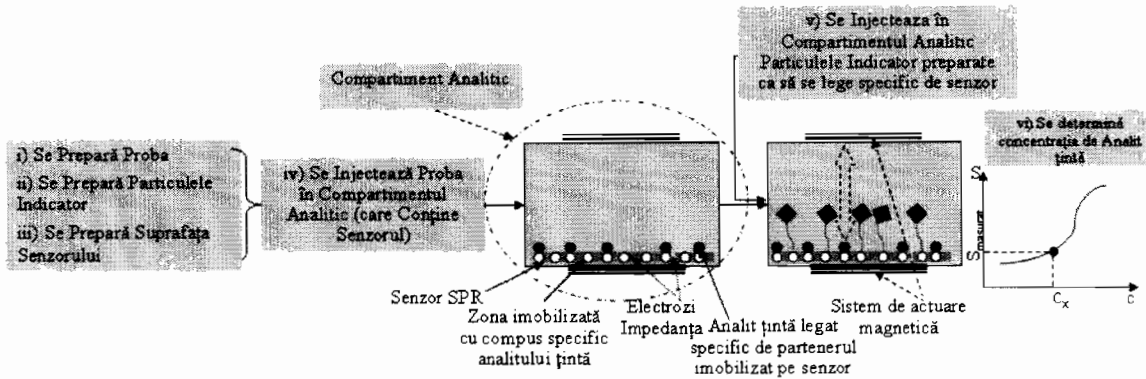 v) Se Injecteaza în
Compartimentul Analitic
Particulele Indicator preparate
ca să se lege specific de senzor
Compartiment Analitic
vi) Se determină
concentrația de Analit
țintă
i) Se Prepară Proba
ii) Se Prepară Particulele
Indicator
iii) Se Prepară Suprafața
Senzorului
iv) Se Injectează Proba
în Compartimentul
Analitic (care Conține
Senzorul)
S
S masurat
C x
c
Senzor SPR
Zona imobilizată
cu compus specific
analitului țintă
Electrozi
Impedanța
Analit țintă legat
specific de partenerul
imobilizat pe senzor
Sistem de actuare
magnetică